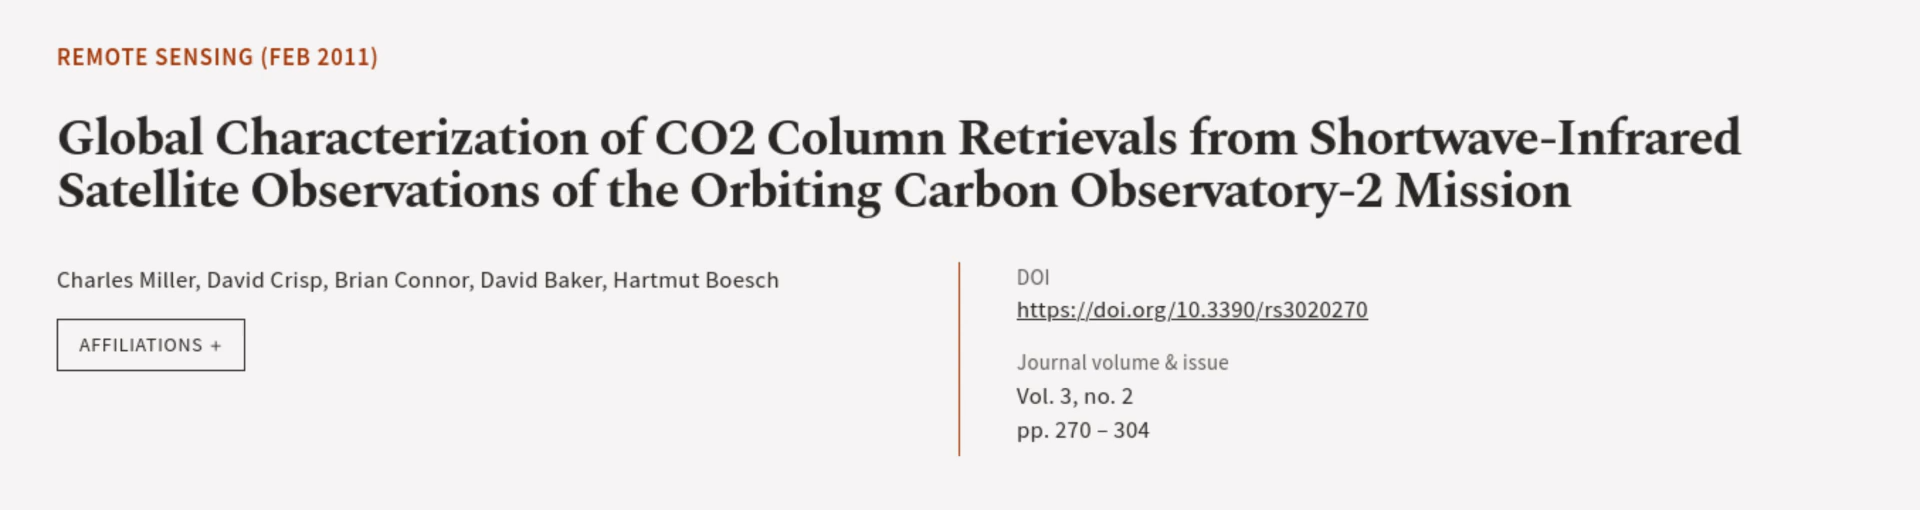 REMOTE SENSING (FEB 2011)
Global Characterization of CO2 Column Retrievals from Shortwave-Infrared
Satellite Observations of the Orbiting Carbon Observatory-2 Mission
Charles Miller, David Crisp, Brian Connor, David Baker, Hartmut Boesch
AFFILIATIONS +
DOI
https://doi.org/10.3390/rs3020270
Journal volume & issue
Vol. 3, no. 2
pp. 270 – 304